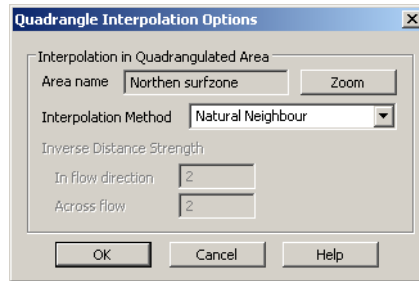 Quadrangle Interpolation Options
Interpolation in Quadrangulated Area
Area name Northen surfzone Zoom
Interpolation Method Natural Neighbour
Inverse Distance Strength
In flow direction 2
Across flow 2
OK Cancel Help